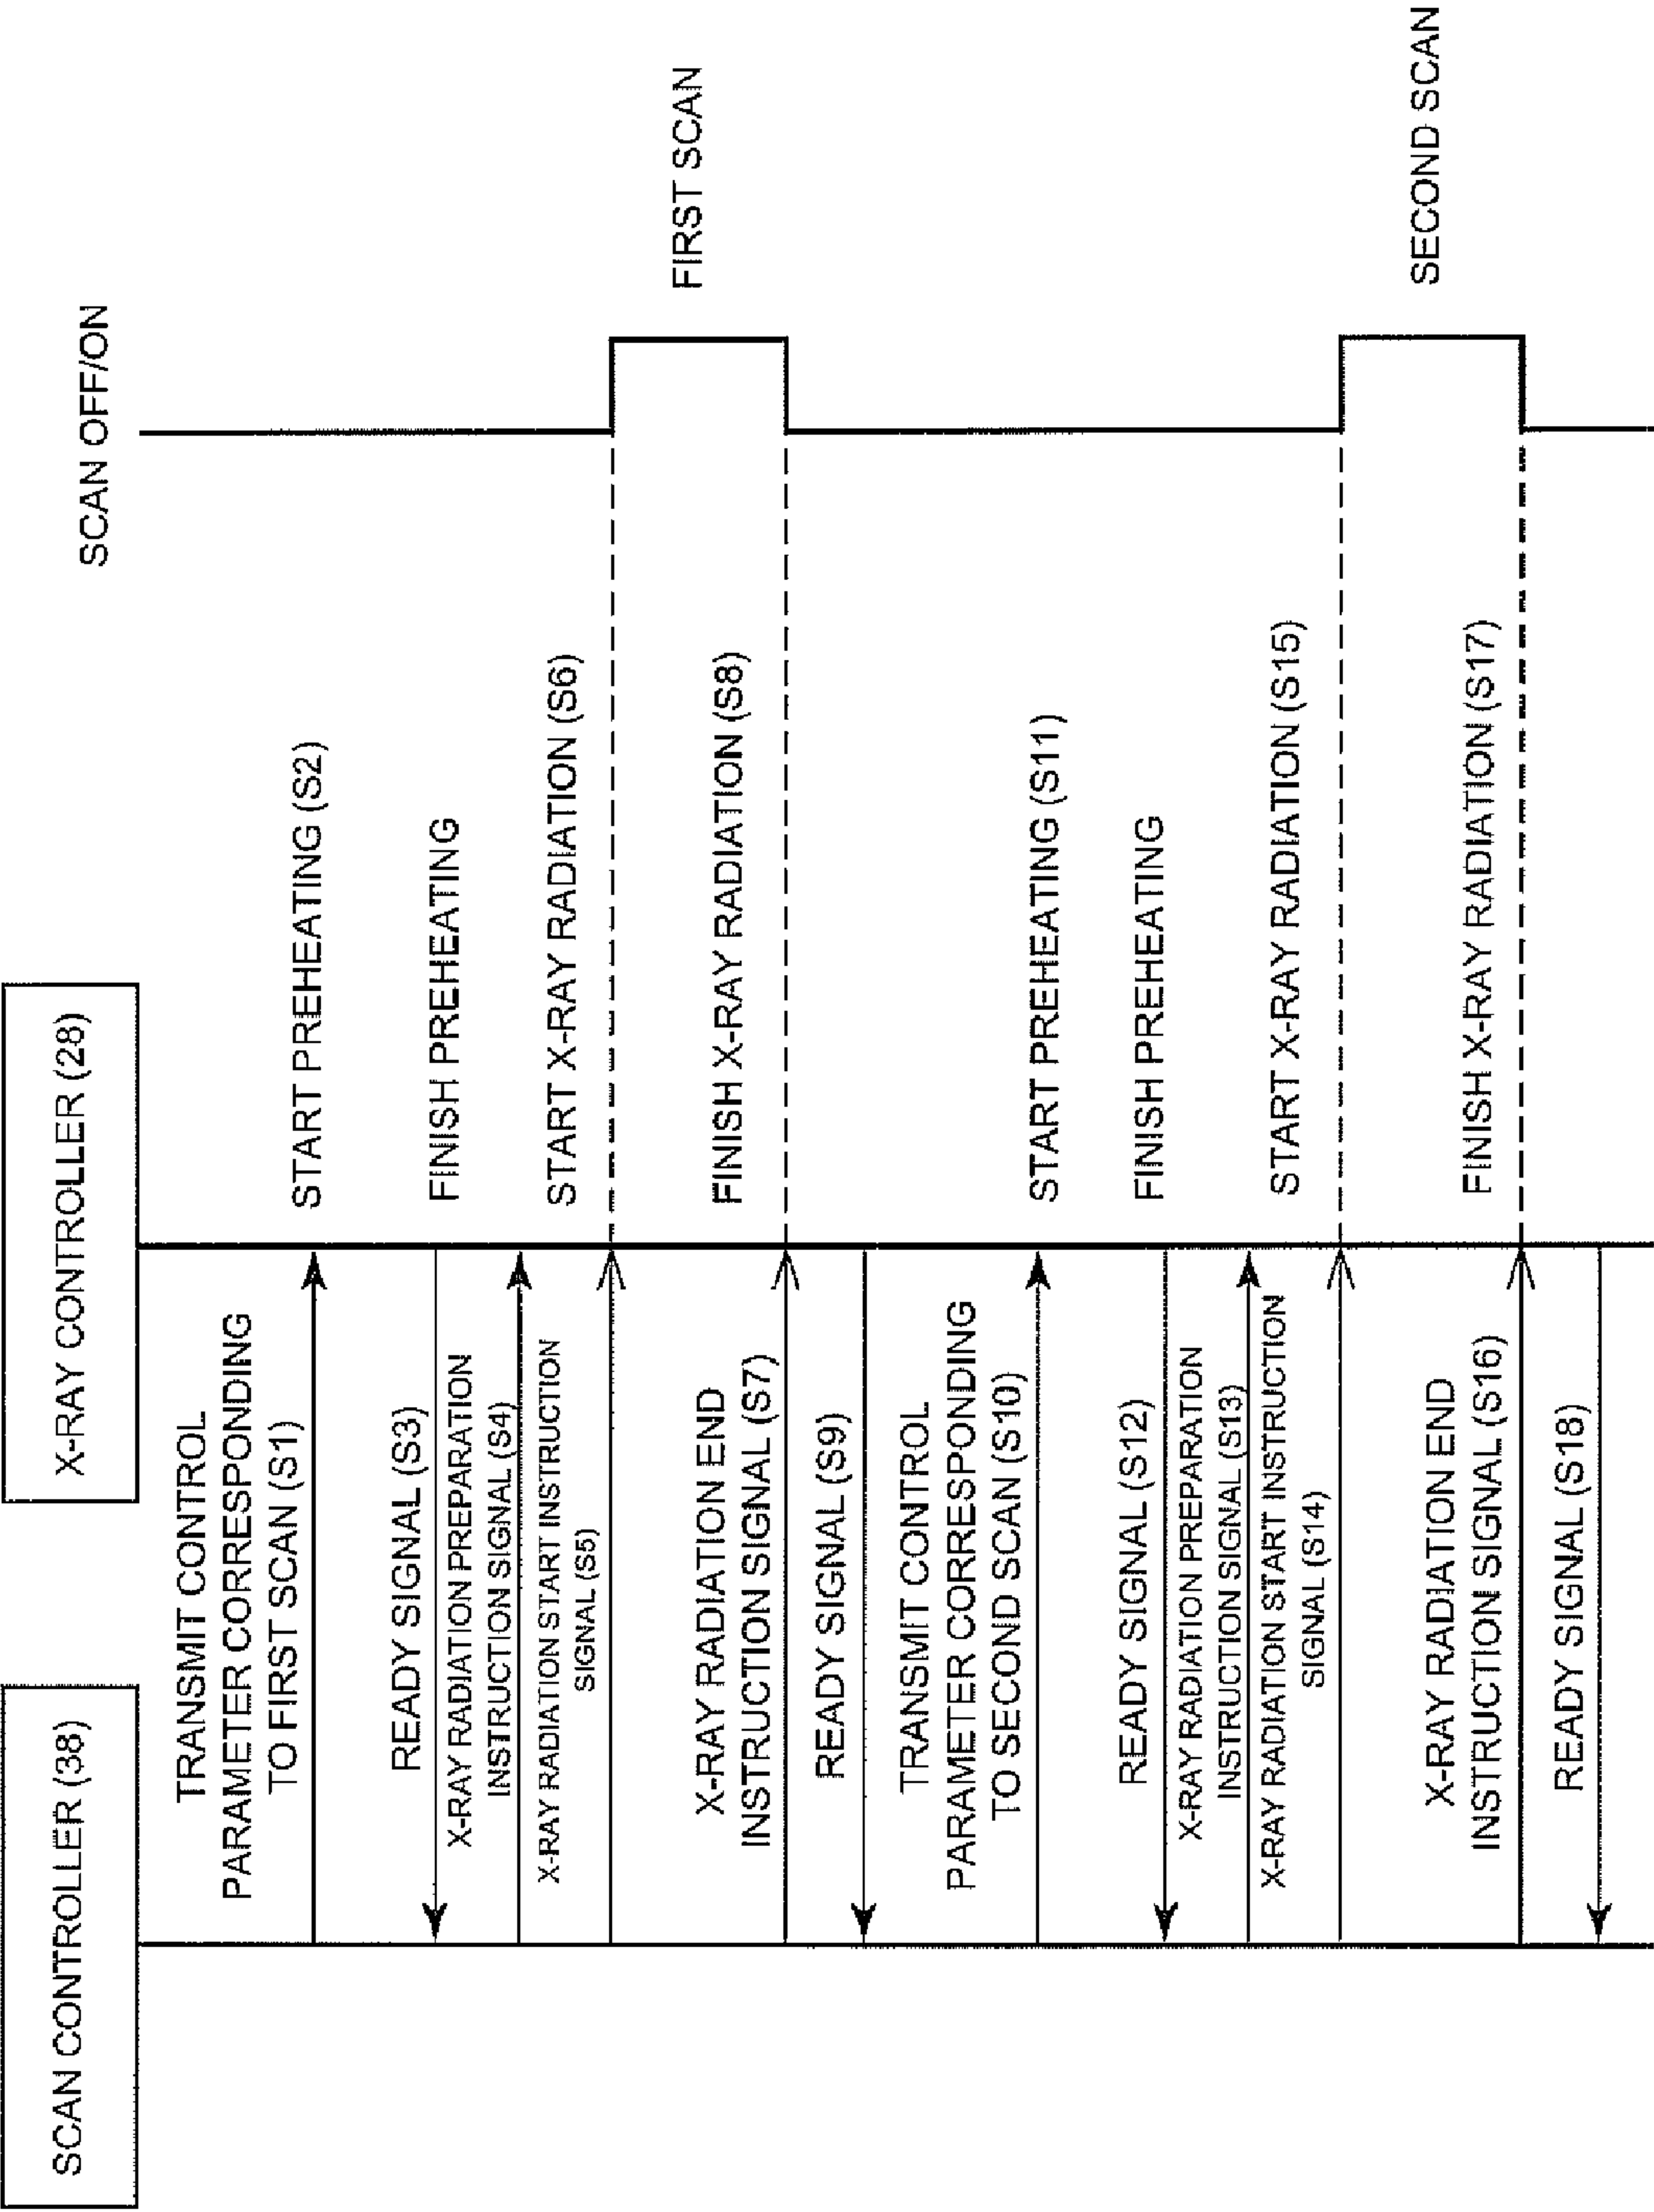 SCAN CONTROLLER (38)
X-RAY CONTROLLER (28)
SCAN OFF/ON
TRANSMIT CONTROL
PARAMETER CORRESPONDING
TO FIRST SCAN (S1)
START PREHEATING (S2)
READY SIGNAL (S3)
FINISH PREHEATING
X-RAY RADIATION PREPARATION
INSTRUCTION SIGNAL (S4)
X-RAY RADIATION START INSTRUCTION
SIGNAL (S5)
START X-RAY RADIATION (S6)
FIRST SCAN
X-RAY RADIATION END
INSTRUCTION SIGNAL (S7)
FINISH X-RAY RADIATION (S8)
READY SIGNAL (S9)
TRANSMIT CONTROL
PARAMETER CORRESPONDING
TO SECOND SCAN (S10)
START PREHEATING (S11)
READY SIGNAL (S12)
FINISH PREHEATING
X-RAY RADIATION PREPARATION
INSTRUCTION SIGNAL (S13)
X-RAY RADIATION START INSTRUCTION
SIGNAL (S14)
START X-RAY RADIATION (S15)
SECOND SCAN
X-RAY RADIATION END
INSTRUCTION SIGNAL (S16)
FINISH X-RAY RADIATION (S17)
READY SIGNAL (S18)